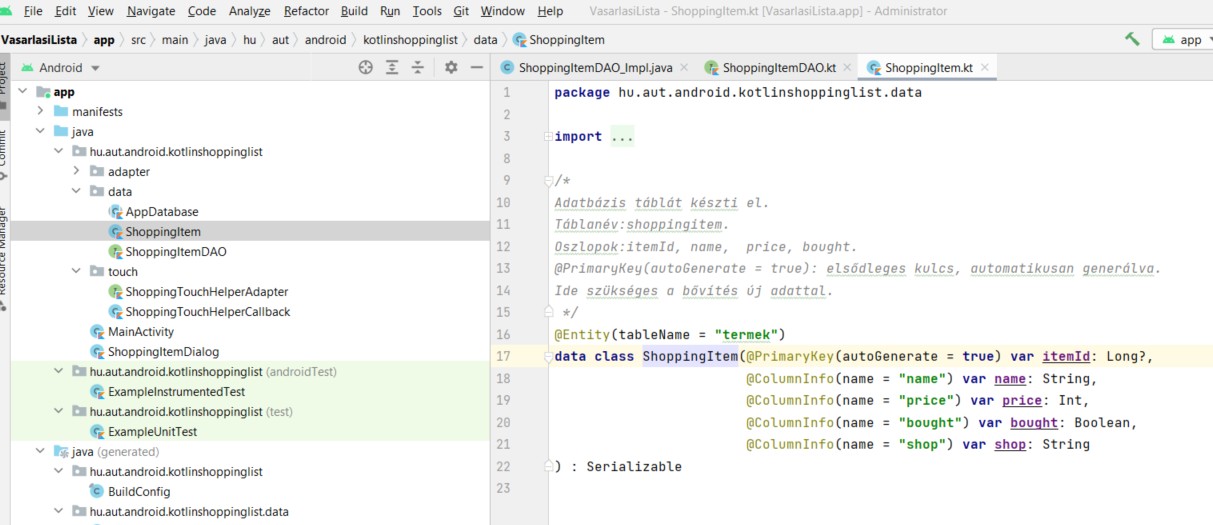 File Edit View Navigate Code Analyze Refactor Build Run Tools Git Window Help VasarlasiLista - ShoppingItem.kt [VasarlasiLista.app] - Administrator
VasarlasiLista app src main java hu aut android kotlinshoppinglist data ShoppingItem
app
Project
Commit
Resource Manager
Android
app
manifests
java
hu.aut.android.kotlinshoppinglist
adapter
data
AppDatabase
ShoppingItem
ShoppingItemDAO
touch
ShoppingTouchHelperAdapter
ShoppingTouchHelperCallback
MainActivity
ShoppingItemDialog
hu.aut.android.kotlinshoppinglist (androidTest)
ExampleInstrumentedTest
hu.aut.android.kotlinshoppinglist (test)
ExampleUnitTest
java (generated)
hu.aut.android.kotlinshoppinglist
BuildConfig
hu.aut.android.kotlinshoppinglist.data
ShoppingItemDAO_Impl.java ShoppingItemDAO.kt ShoppingItem.kt
1 package hu.aut.android.kotlinshoppinglist.data
2
3 import ...
8
9 /*
10 Adatbázis táblát készti el.
11 Táblanév:shoppingitem.
12 Oszlopok:itemId, name,  price, bought.
13 @PrimaryKey(autoGenerate = true): elsődleges kulcs, automatikusan generálva.
14 Ide szükséges a bővítés új adattal.
15 */
16 @Entity(tableName = "termek")
17 data class ShoppingItem(@PrimaryKey(autoGenerate = true) var itemId: Long?,
18 @ColumnInfo(name = "name") var name: String,
19 @ColumnInfo(name = "price") var price: Int,
20 @ColumnInfo(name = "bought") var bought: Boolean,
21 @ColumnInfo(name = "shop") var shop: String
22 ) : Serializable
23